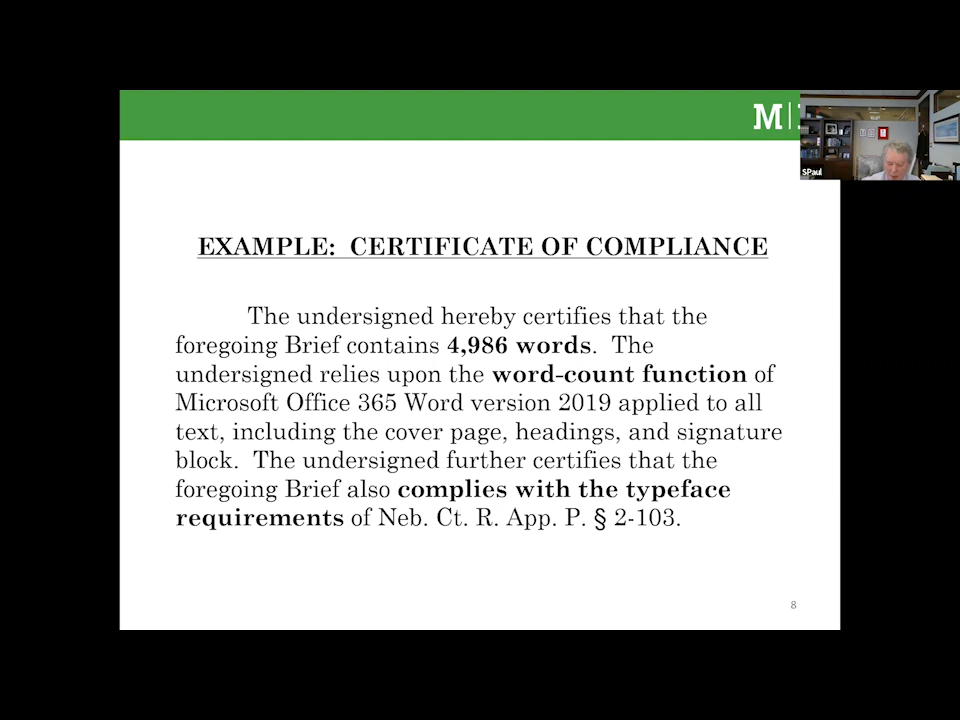 M|
SPaul
EXAMPLE: CERTIFICATE OF COMPLIANCE
The undersigned hereby certifies that the
foregoing Brief contains 4,986 words. The
undersigned relies upon the word-count function of
Microsoft Office 365 Word version 2019 applied to all
text, including the cover page, headings, and signature
block. The undersigned further certifies that the
foregoing Brief also complies with the typeface
requirements of Neb. Ct. R. App. P. § 2-103.
8